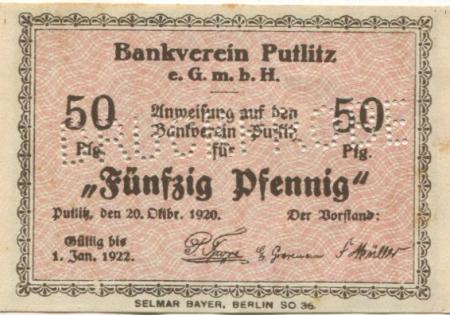 Bankverein Putlitz
e. G. m. b. H.
50 Pfg. Anweisung auf den 50 Pfg.
Bankverein Putlitz
für
„Fünfzig Pfennig“
Putlitz, den 20. Oktbr. 1920. Der Vorstand:
Gültig bis
1. Jan. 1922. Müller
SELMAR BAYER, BERLIN SO 36.